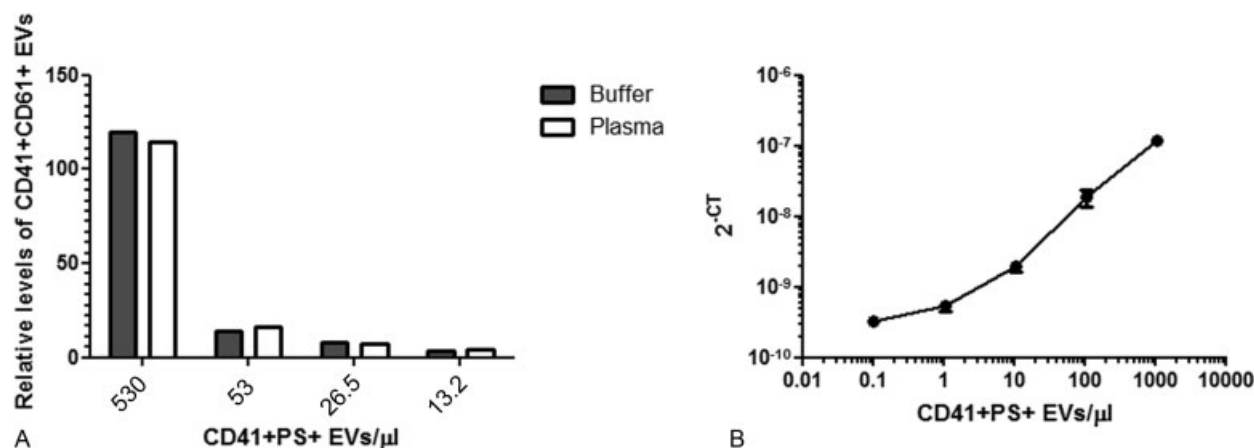 Relative levels of CD41+CD61+ EVs
150
100
50
0
530
53
26.5
13.2
CD41+PS+ EVs/µl
A
Buffer
Plasma
2^-CT
10^-6
10^-7
10^-8
10^-9
10^-10
0.01
0.1
1
10
100
1000
10000
CD41+PS+ EVs/µl
B